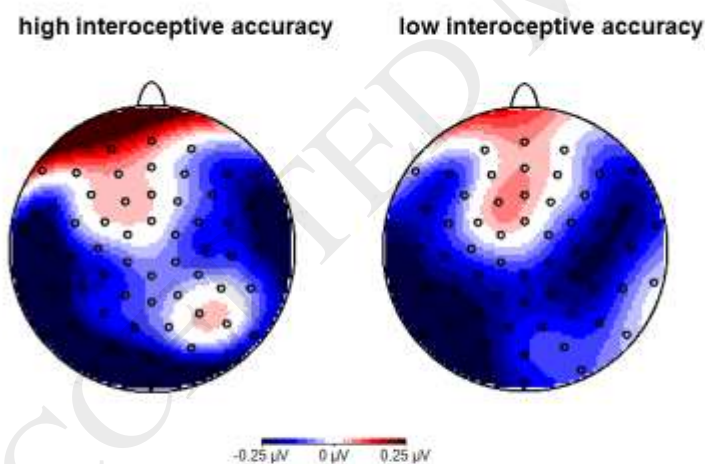 high interoceptive accuracy
low interoceptive accuracy
-0.25 µV
0 µV
0.25 µV